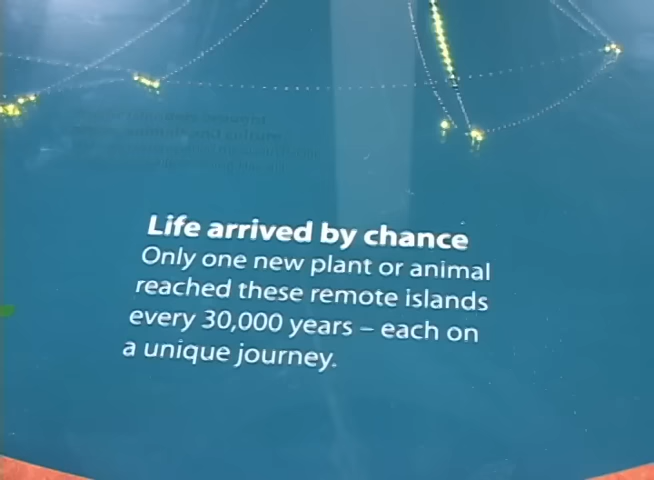 Life arrived by chance
Only one new plant or animal
reached these remote islands
every 30,000 years – each on
a unique journey.